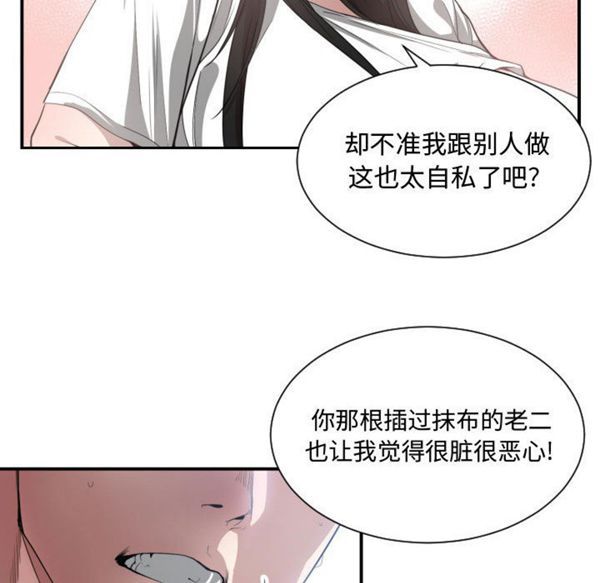 却不准我跟别人做
这也太自私了吧?
你那根插过抹布的老二
也让我觉得很脏很恶心!